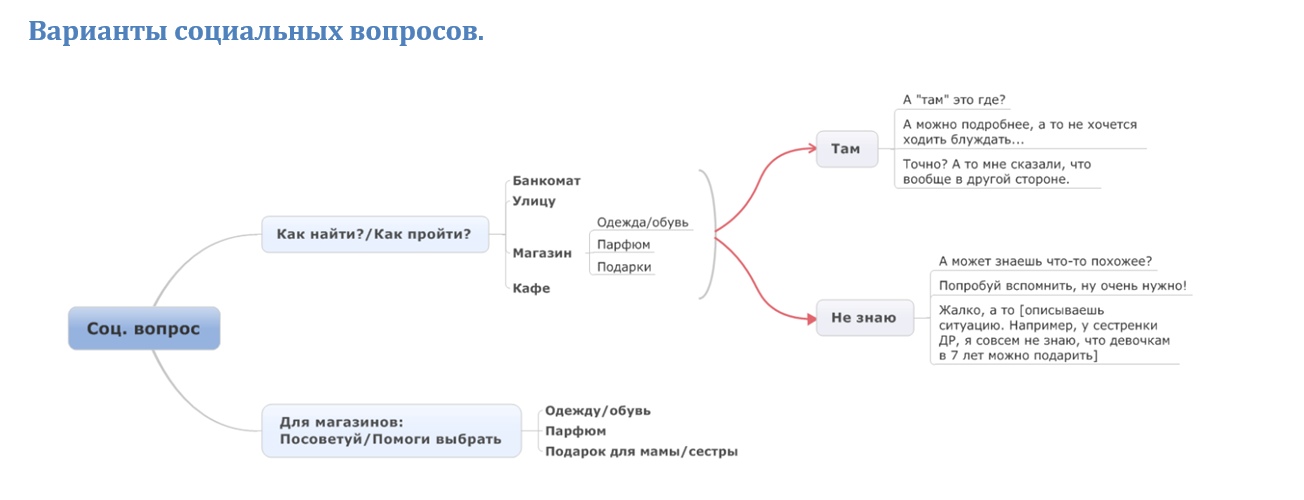 Варианты социальных вопросов.
Соц. вопрос
Как найти?/Как пройти?
Банкомат
Улицу
Магазин
Одежда/обувь
Парфюм
Подарки
Кафе
Там
А "там" это где?
А можно подробнее, а то не хочется
ходить блуждать...
Точно? А то мне сказали, что
вообще в другой стороне.
Не знаю
А может знаешь что-то похожее?
Попробуй вспомнить, ну очень нужно!
Жалко, а то [описываешь
ситуацию. Например, у сестренки
ДР, я совсем не знаю, что девочкам
в 7 лет можно подарить]
Для магазинов:
Посоветуй/Помоги выбрать
Одежду/обувь
Парфюм
Подарок для мамы/сестры